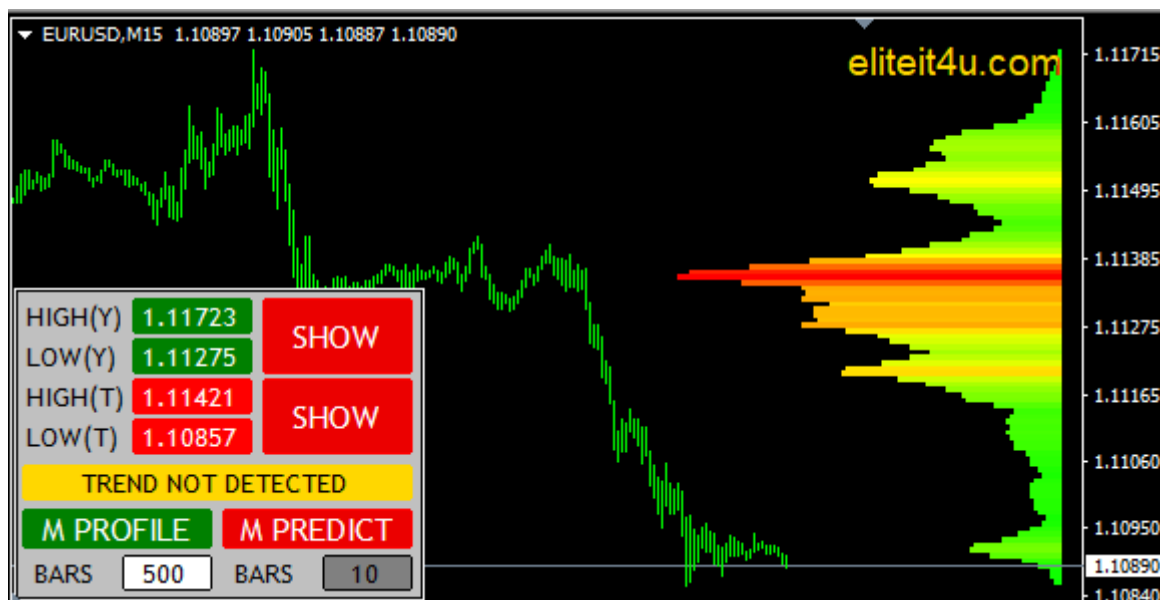 EURUSD,M15 1.10897 1.10905 1.10887 1.10890
eliteit4u.com
1.11715
1.11605
1.11495
1.11385
1.11275
1.11165
1.11060
1.10950
1.10890
1.10840
HIGH(Y) 1.11723 SHOW
LOW(Y) 1.11275
HIGH(T) 1.11421 SHOW
LOW(T) 1.10857
TREND NOT DETECTED
M PROFILE M PREDICT
BARS 500 BARS 10